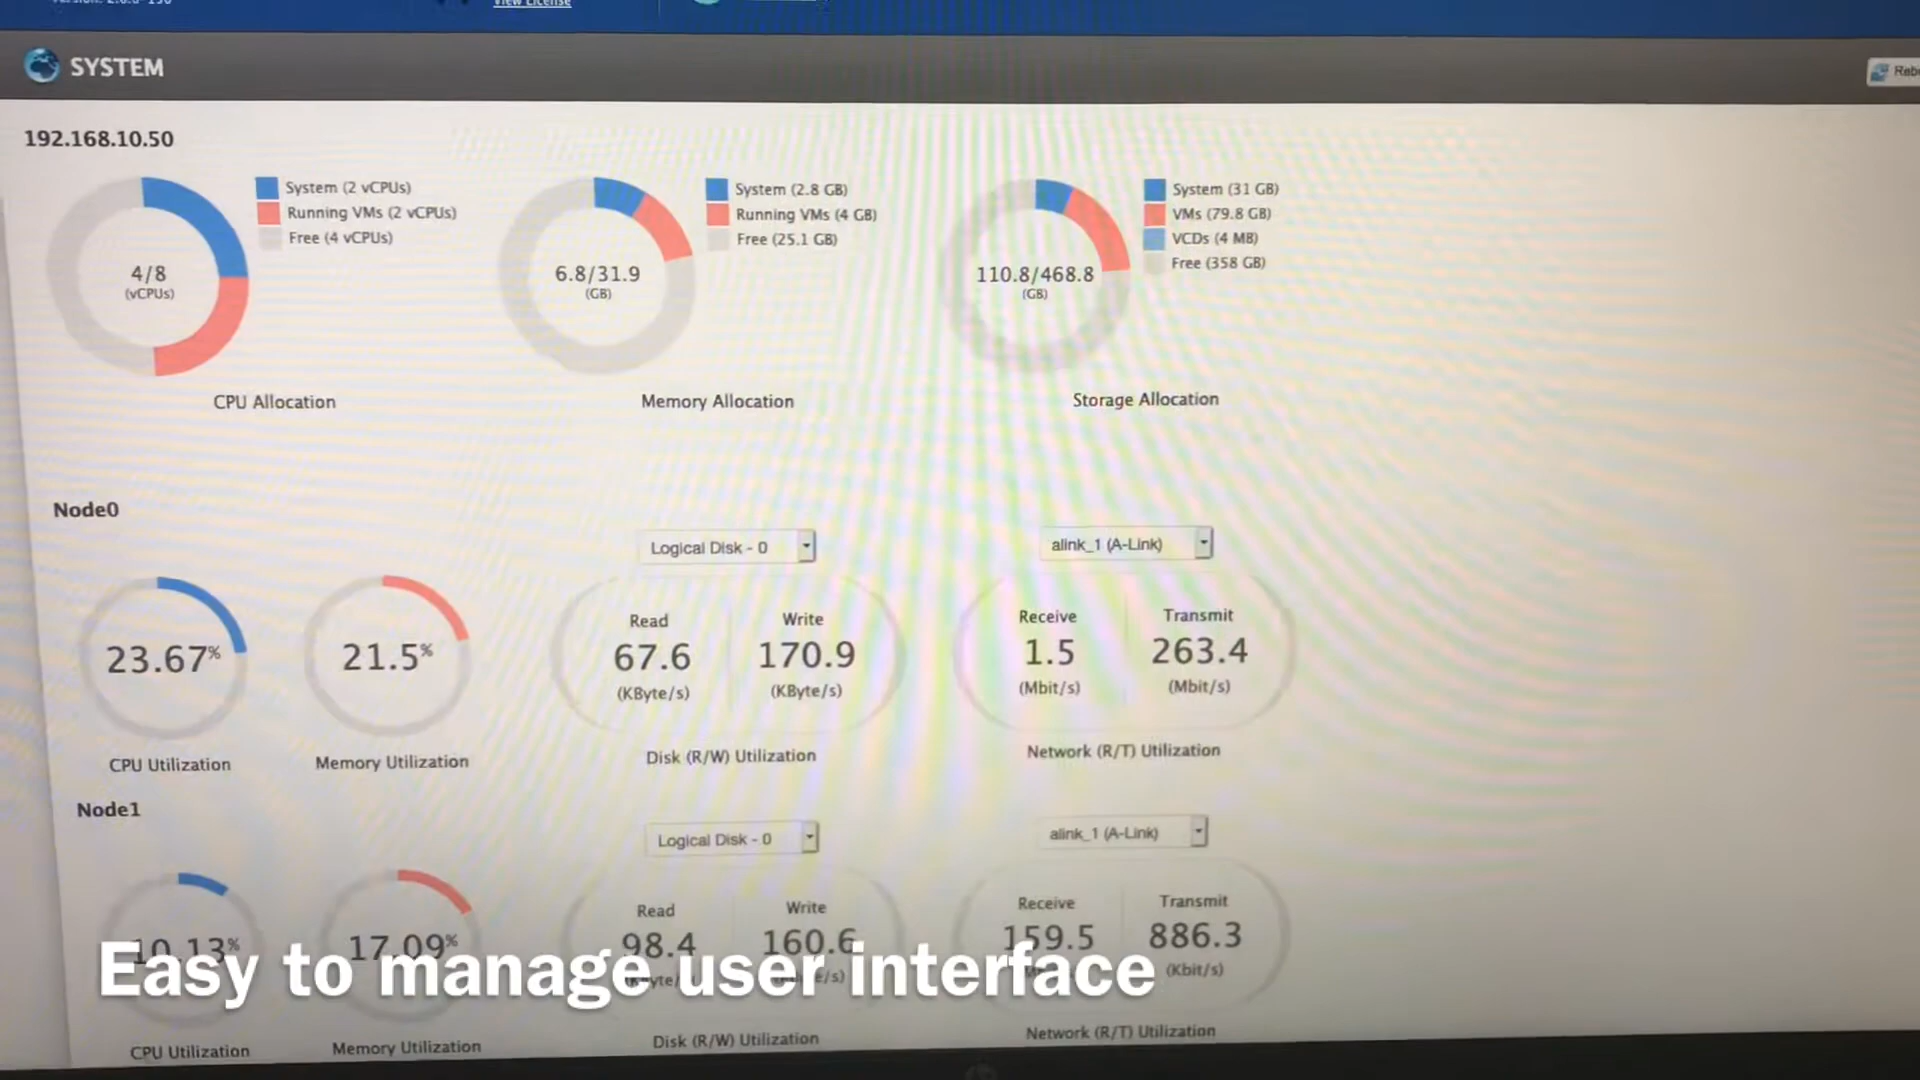 View License
SYSTEM
192.168.10.50
System (2 vCPUs)
Running VMs (2 vCPUs)
Free (4 vCPUs)
4/8
(vCPUs)
CPU Allocation
System (2.8 GB)
Running VMs (4 GB)
Free (25.1 GB)
6.8/31.9
(GB)
Memory Allocation
System (31 GB)
VMs (79.8 GB)
VCDs (4 MB)
Free (358 GB)
110.8/468.8
(GB)
Storage Allocation
Node0
23.67%
CPU Utilization
21.5%
Memory Utilization
Logical Disk - 0
Read
67.6
(KByte/s)
Write
170.9
(KByte/s)
Disk (R/W) Utilization
alink_1 (A-Link)
Receive
1.5
(Mbit/s)
Transmit
263.4
(Mbit/s)
Network (R/T) Utilization
Node1
10.13%
CPU Utilization
17.09%
Memory Utilization
Logical Disk - 0
Read
98.4
Write
160.6
Disk (R/W) Utilization
alink_1 (A-Link)
Receive
159.5
Transmit
886.3
(Kbit/s)
Network (R/T) Utilization
Easy to manage user interface